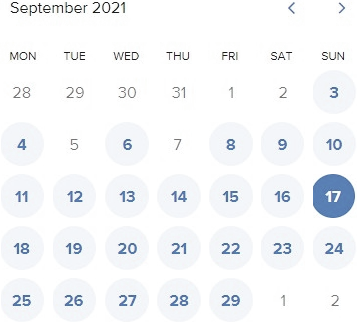 September 2021
MON TUE WED THU FRI SAT SUN
28 29 30 31 1 2 3
4 5 6 7 8 9 10
11 12 13 14 15 16 17
18 19 20 21 22 23 24
25 26 27 28 29 1 2